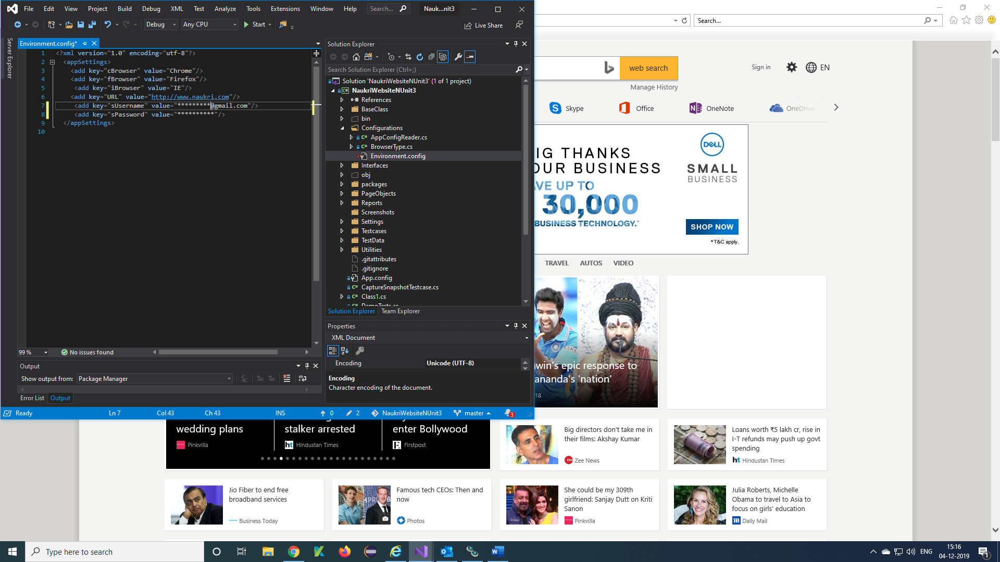 File Edit View Project Build Debug XML Test Analyze Tools Extensions Window Help Search... Nauk...nit3
Debug Any CPU Start Live Share
Server Explorer
Environment.config*
1 <?xml version="1.0" encoding="utf-8"?>
2 <appSettings>
3 <add key="cBrowser" value="Chrome"/>
4 <add key="fBrowser" value="Firefox"/>
5 <add key="iBrowser" value="IE"/>
6 <add key="URL" value="http://www.naukri.com"/>
7 <add key="sUsername" value="*********@gmail.com"/>
8 <add key="sPassword" value="**********"/>
9 </appSettings>
10
99 % No issues found
Output
Show output from: Package Manager
Error List Output
Solution Explorer
Search Solution Explorer (Ctrl+;)
Solution 'NaukriWebsiteNUnit3' (1 of 1 project)
NaukriWebsiteNUnit3
References
BaseClass
bin
Configurations
AppConfigReader.cs
BrowserType.cs
Environment.config
Interfaces
obj
packages
PageObjects
Reports
Screenshots
Settings
Testcases
TestData
Utilities
.gitattributes
.gitignore
App.config
CaptureSnapshotTestcase.cs
Class1.cs
DemoTests.cs
Solution Explorer Team Explorer
Properties
XML Document
Encoding Unicode (UTF-8)
Encoding
Character encoding of the document.
Ready Ln 7 Col 43 Ch 43 INS 0 2 NaukriWebsiteNUnit3 master 3
Search...
web search
Sign in EN
Manage History
Skype Office OneNote OneDrive
IG THANKS
OUR BUSINESS
AVE UP TO
30,000
BUSINESS TECHNOLOGY.*
DELL
SMALL
BUSINESS
SHOP NOW
*T&C apply.
TRAVEL AUTOS VIDEO
win's epic response to
ananda's 'nation'
18
wedding plans
Pinkvilla
stalker arrested
ht Hindustan Times
enter Bollywood
F. Firstpost
Big directors don't take me in
their films: Akshay Kumar
Zee News
Loans worth ₹5 lakh cr, rise in
I-T refunds may push up govt
spending
ht Hindustan Times
Jio Fiber to end free
broadband services
Business Today
Famous tech CEOs: Then and
now
Photos
She could be my 309th
girlfriend: Sanjay Dutt on Kriti
Sanon
Pinkvilla
Julia Roberts, Michelle
Obama to travel to Asia to
focus on girls' education
m Daily Mail
Type here to search
ENG
15:16
04-12-2019
1